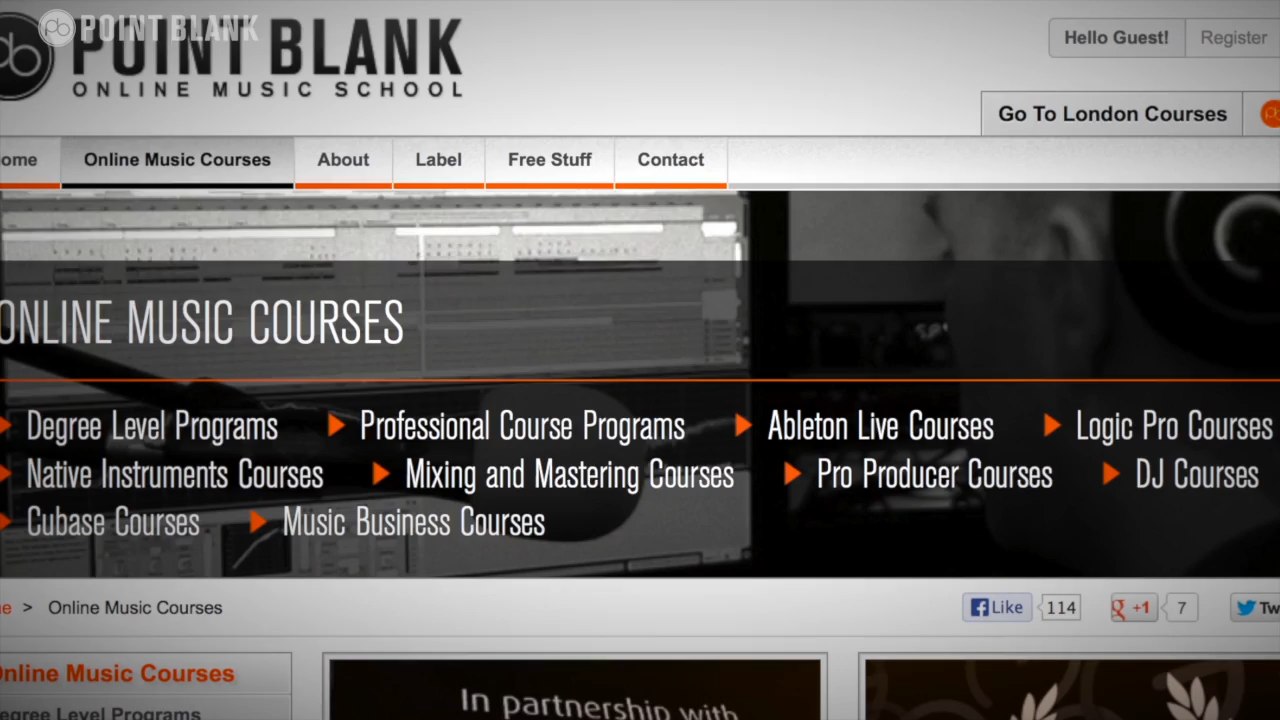 POINT BLANK
POINT BLANK
ONLINE MUSIC SCHOOL
Hello Guest! Register
Go To London Courses
ome Online Music Courses About Label Free Stuff Contact
ONLINE MUSIC COURSES
Degree Level Programs Professional Course Programs Ableton Live Courses Logic Pro Courses
Native Instruments Courses Mixing and Mastering Courses Pro Producer Courses DJ Courses
Cubase Courses Music Business Courses
e > Online Music Courses Like 114 +1 7 Tw
nline Music Courses
egree Level Programs
In partnership with